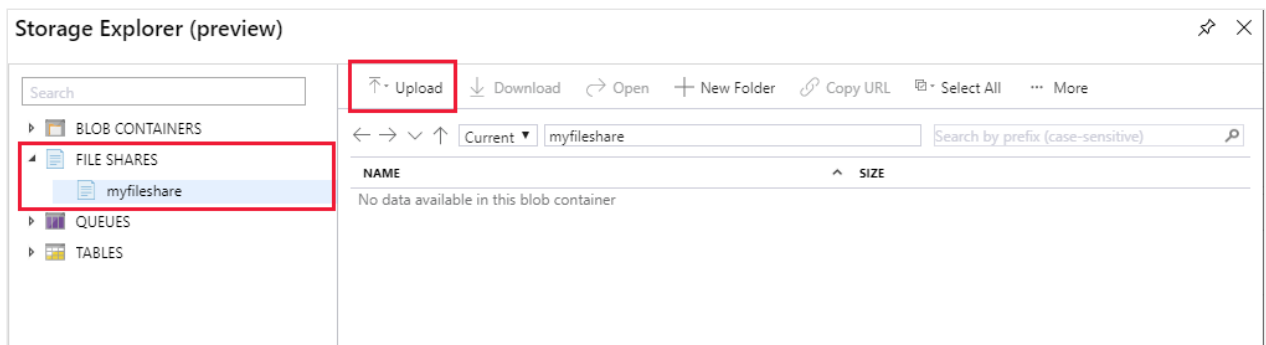 Storage Explorer (preview)
Search
BLOB CONTAINERS
FILE SHARES
myfileshare
QUEUES
TABLES
Upload Download Open New Folder Copy URL Select All ... More
Current myfileshare Search by prefix (case-sensitive)
NAME SIZE
No data available in this blob container